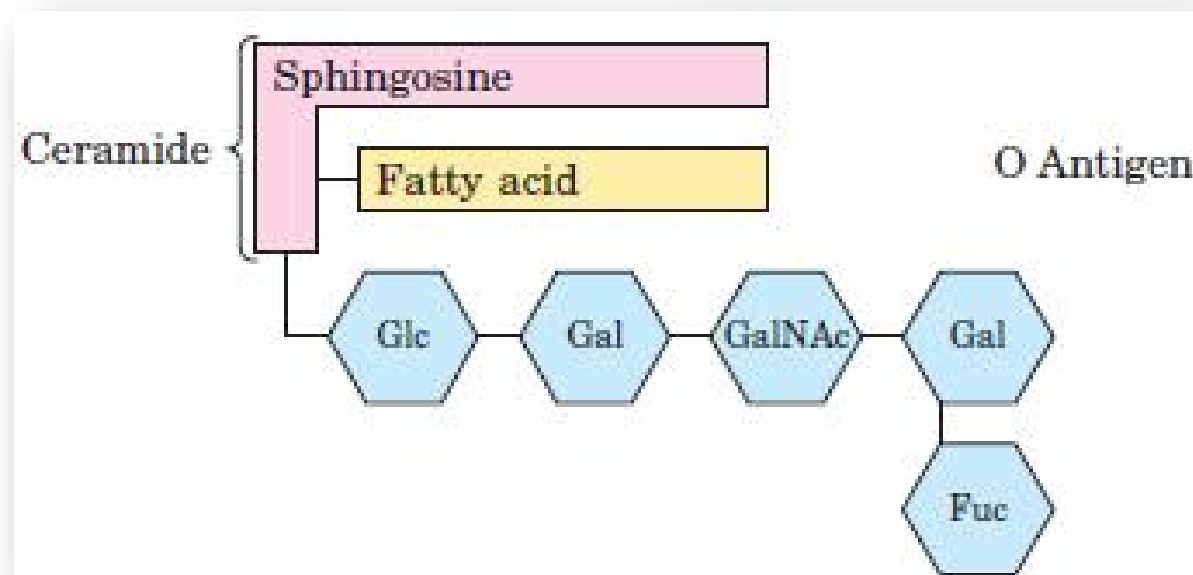 Sphingosine
Ceramide
Fatty acid
O Antigen
Glc Gal GalNAc Gal
Fuc